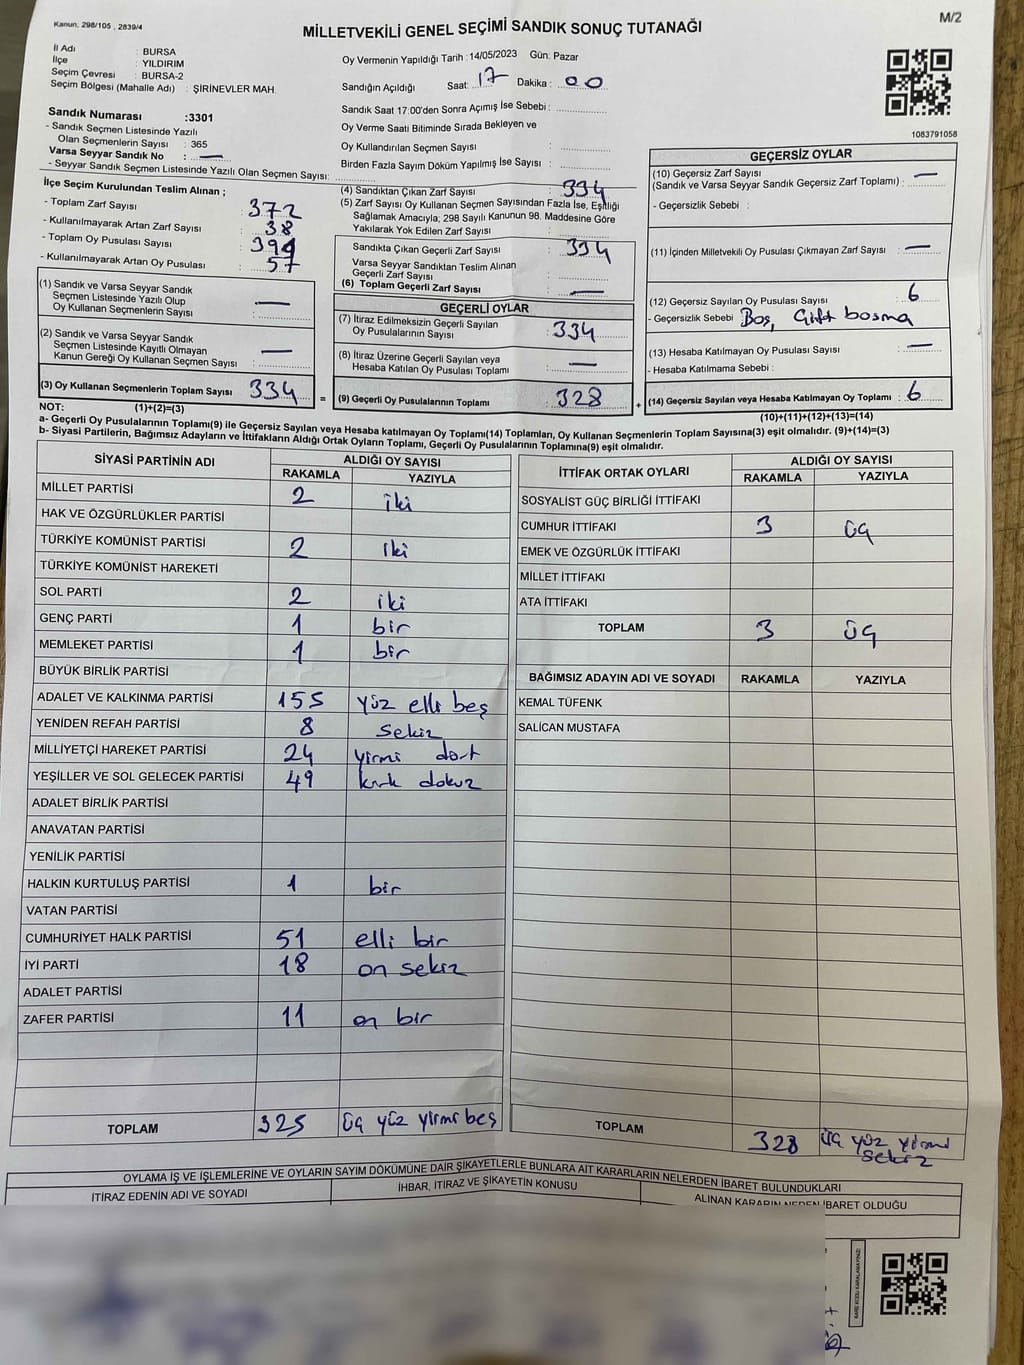 Kanun. 298/105 , 2839/4
MİLLETVEKİLİ GENEL SEÇİMİ SANDIK SONUÇ TUTANAĞI
M/2
İl Adı : BURSA
İlçe : YILDIRIM
Seçim Çevresi : BURSA-2
Seçim Bölgesi (Mahalle Adı) : ŞİRİNEVLER MAH.
Sandık Numarası :3301
- Sandık Seçmen Listesinde Yazılı
Olan Seçmenlerin Sayısı : 365
Varsa Seyyar Sandık No : —
- Seyyar Sandık Seçmen Listesinde Yazılı Olan Seçmen Sayısı:
Oy Vermenin Yapıldığı Tarih :14/05/2023 Gün: Pazar
Sandığın Açıldığı Saat: 17 Dakika : 00
Sandık Saat 17:00'den Sonra Açımış İse Sebebi :
Oy Verme Saati Bitiminde Sırada Bekleyen ve
Oy Kullandırılan Seçmen Sayısı :
Birden Fazla Sayım Döküm Yapılmış İse Sayısı :
1083791058
İlçe Seçim Kurulundan Teslim Alınan ;
- Toplam Zarf Sayısı : 372
- Kullanılmayarak Artan Zarf Sayısı : 38
- Toplam Oy Pusulası Sayısı : 394
- Kullanılmayarak Artan Oy Pusulası : 57
(1) Sandık ve Varsa Seyyar Sandık
Seçmen Listesinde Yazılı Olup
Oy Kullanan Seçmenlerin Sayısı : —
(2) Sandık ve Varsa Seyyar Sandık
Seçmen Listesinde Kayıtlı Olmayan
Kanun Gereği Oy Kullanan Seçmen Sayısı : —
(3) Oy Kullanan Seçmenlerin Toplam Sayısı 334
(4) Sandıktan Çıkan Zarf Sayısı : 334
(5) Zarf Sayısı Oy Kullanan Seçmen Sayısından Fazla İse, Eşitliği
Sağlamak Amacıyla; 298 Sayılı Kanunun 98. Maddesine Göre
Yakılarak Yok Edilen Zarf Sayısı :
Sandıkta Çıkan Geçerli Zarf Sayısı : 334
Varsa Seyyar Sandıktan Teslim Alınan
Geçerli Zarf Sayısı :
(6) Toplam Geçerli Zarf Sayısı : —
GEÇERLİ OYLAR
(7) İtiraz Edilmeksizin Geçerli Sayılan
Oy Pusulalarının Sayısı : 334
(8) İtiraz Üzerine Geçerli Sayılan veya
Hesaba Katılan Oy Pusulası Toplamı : —
= (9) Geçerli Oy Pusulalarının Toplamı : 328
GEÇERSİZ OYLAR
(10) Geçersiz Zarf Sayısı
(Sandık ve Varsa Seyyar Sandık Geçersiz Zarf Toplamı) : —
- Geçersizlik Sebebi :
(11) İçinden Milletvekili Oy Pusulası Çıkmayan Zarf Sayısı : —
(12) Geçersiz Sayılan Oy Pusulası Sayısı : 6
- Geçersizlik Sebebi : Boş, Çift basma
(13) Hesaba Katılmayan Oy Pusulası Sayısı : —
- Hesaba Katılmama Sebebi :
+ (14) Geçersiz Sayılan veya Hesaba Katılmayan Oy Toplamı : 6
NOT: (1)+(2)=(3)
(10)+(11)+(12)+(13)=(14)
a- Geçerli Oy Pusulalarının Toplamı(9) ile Geçersiz Sayılan veya Hesaba katılmayan Oy Toplamı(14) Toplamları, Oy Kullanan Seçmenlerin Toplam Sayısına(3) eşit olmalıdır. (9)+(14)=(3)
b- Siyasi Partilerin, Bağımsız Adayların ve İttifakların Aldığı Ortak Oyların Toplamı, Geçerli Oy Pusulalarının Toplamına(9) eşit olmalıdır.
SİYASİ PARTİNİN ADI ALDIĞI OY SAYISI
RAKAMLA YAZIYLA
MİLLET PARTİSİ 2 iki
HAK VE ÖZGÜRLÜKLER PARTİSİ
TÜRKİYE KOMÜNİST PARTİSİ 2 iki
TÜRKİYE KOMÜNİST HAREKETİ
SOL PARTİ 2 iki
GENÇ PARTİ 1 bir
MEMLEKET PARTİSİ 1 bir
BÜYÜK BİRLİK PARTİSİ
ADALET VE KALKINMA PARTİSİ 155 yüz elli beş
YENİDEN REFAH PARTİSİ 8 sekiz
MİLLİYETÇİ HAREKET PARTİSİ 24 yirmi dört
YEŞİLLER VE SOL GELECEK PARTİSİ 49 kırk dokuz
ADALET BİRLİK PARTİSİ
ANAVATAN PARTİSİ
YENİLİK PARTİSİ
HALKIN KURTULUŞ PARTİSİ 1 bir
VATAN PARTİSİ
CUMHURİYET HALK PARTİSİ 51 elli bir
İYİ PARTİ 18 on sekiz
ADALET PARTİSİ
ZAFER PARTİSİ 11 on bir
TOPLAM 325 üç yüz yirmi beş
İTTİFAK ORTAK OYLARI ALDIĞI OY SAYISI
RAKAMLA YAZIYLA
SOSYALİST GÜÇ BİRLİĞİ İTTİFAKI
CUMHUR İTTİFAKI 3 üç
EMEK VE ÖZGÜRLÜK İTTİFAKI
MİLLET İTTİFAKI
ATA İTTİFAKI
TOPLAM 3 üç
BAĞIMSIZ ADAYIN ADI VE SOYADI RAKAMLA YAZIYLA
KEMAL TÜFENK
SALİCAN MUSTAFA
TOPLAM 328 üç yüz yirmi
sekiz
OYLAMA İŞ VE İŞLEMLERİNE VE OYLARIN SAYIM DÖKÜMÜNE DAİR ŞİKAYETLERLE BUNLARA AİT KARARLARIN NELERDEN İBARET BULUNDUKLARI
İTİRAZ EDENİN ADI VE SOYADI İHBAR, İTİRAZ VE ŞİKAYETİN KONUSU ALINAN KARARIN NEDEN İBARET OLDUĞU